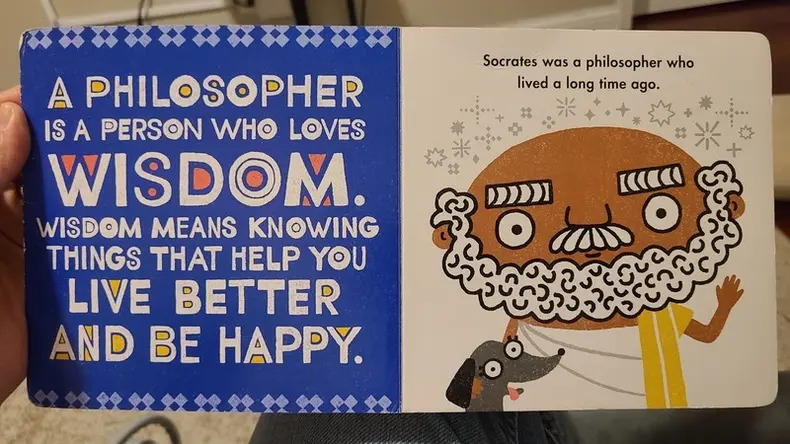 A PHILOSOPHER
IS A PERSON WHO LOVES
WISDOM.
WISDOM MEANS KNOWING
THINGS THAT HELP YOU
LIVE BETTER
AND BE HAPPY.
Socrates was a philosopher who
lived a long time ago.